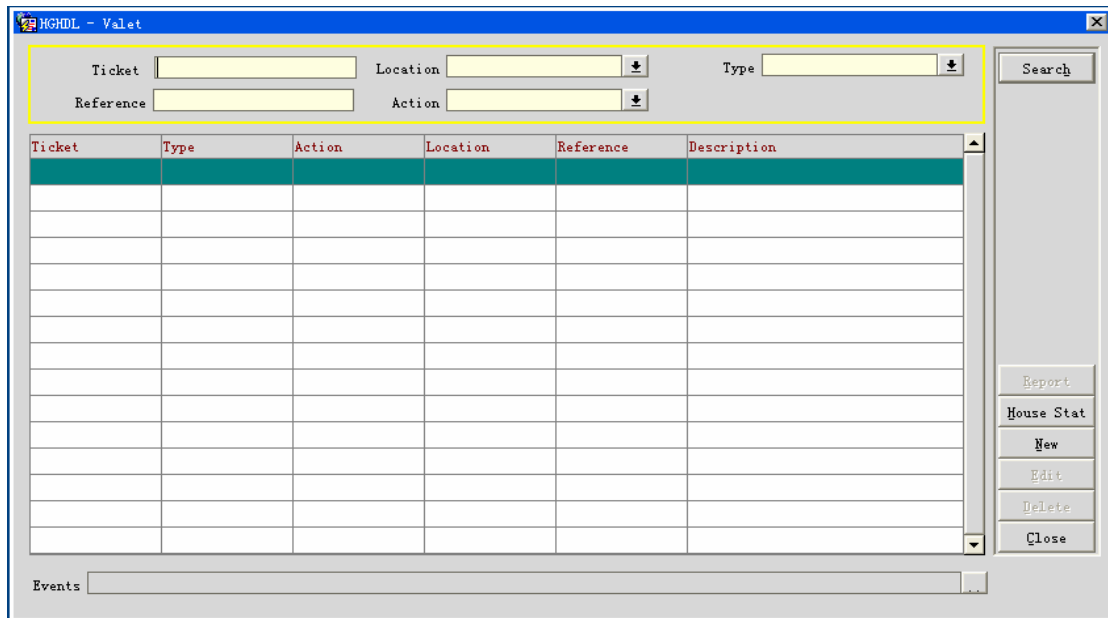 HGHDL - Valet
Ticket Location Type Search
Reference Action
Ticket Type Action Location Reference Description
Report
House Stat
New
Edit
Delete
Close
Events ..